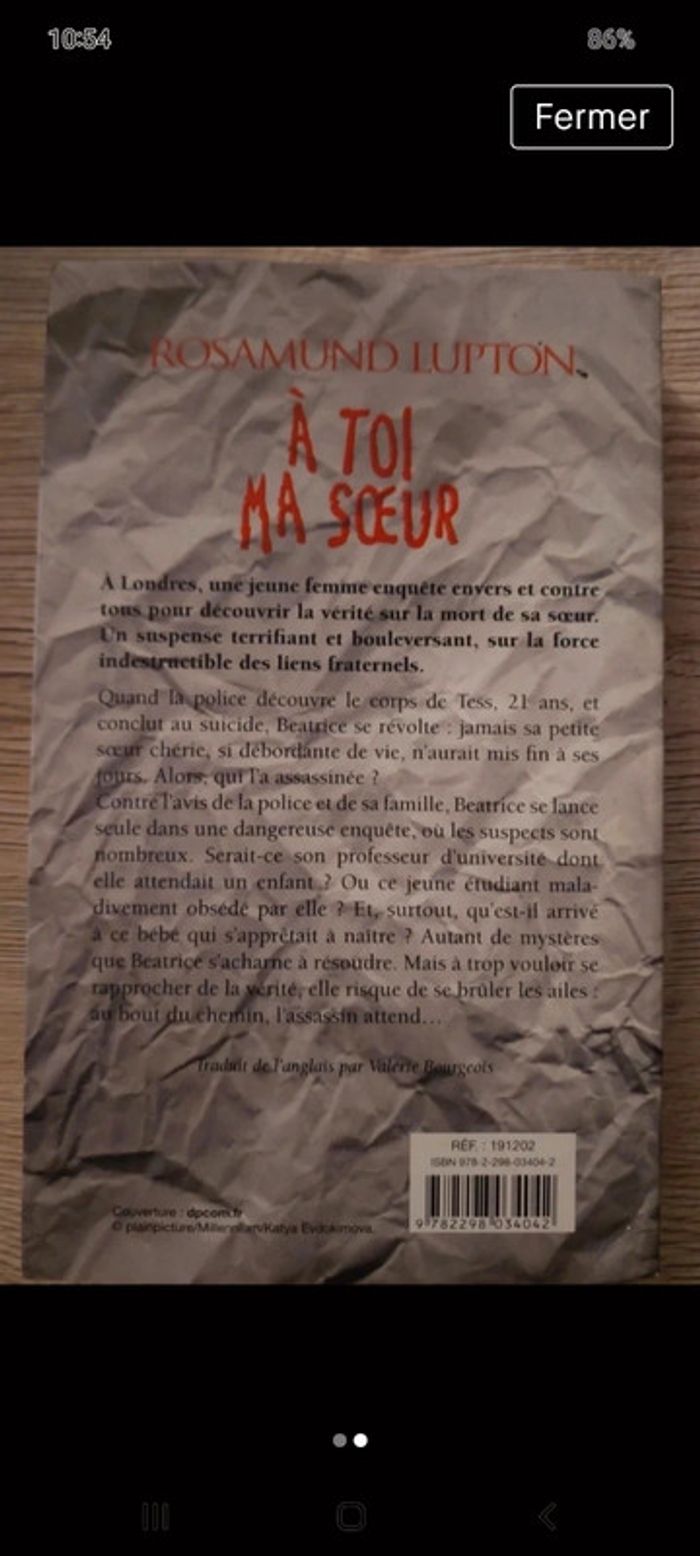 10:54
86%
Fermer
ROSAMUND LUPTON
À TOI
MA SŒUR
À Londres, une jeune femme enquête envers et contre
tous pour découvrir la vérité sur la mort de sa sœur.
Un suspense terrifiant et bouleversant, sur la force
indestructible des liens fraternels.
Quand la police découvre le corps de Tess, 21 ans, et
conclut au suicide, Beatrice se révolte : jamais sa petite
sœur chérie, si débordante de vie, n'aurait mis fin à ses
jours. Alors, qui l'a assassinée ?
Contre l'avis de la police et de sa famille, Beatrice se lance
seule dans une dangereuse enquête, où les suspects sont
nombreux. Serait-ce son professeur d'université dont
elle attendait un enfant ? Ou ce jeune étudiant mala-
divement obsédé par elle ? Et, surtout, qu'est-il arrivé
à ce bébé qui s'apprêtait à naître ? Autant de mystères
que Beatrice s'acharne à résoudre. Mais à trop vouloir se
rapprocher de la vérité, elle risque de se brûler les ailes :
au bout du chemin, l'assassin attend...
Traduit de l'anglais par Valérie Bourgeois
RÉF. : 191202
ISBN 978-2-298-03404-2
9 782298 034042
Couverture : dpcom.fr
© plainpicture/Millennium/Katya Evdokimova.